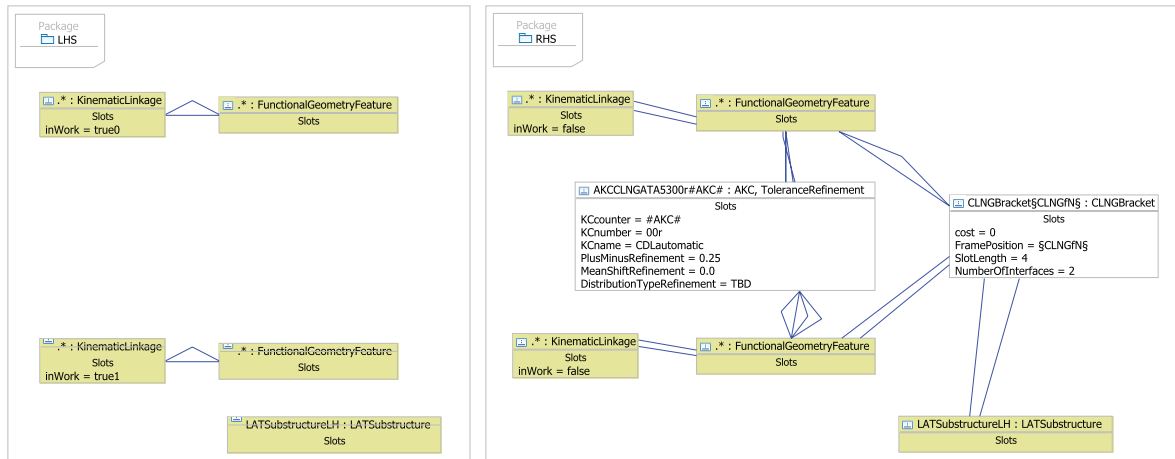 Package
LHS
.* : KinematicLinkage
Slots
inWork = true0
.* : FunctionalGeometryFeature
Slots
.* : KinematicLinkage
Slots
inWork = true1
.* : FunctionalGeometryFeature
Slots
LATSubstructureLH : LATSubstructure
Slots
Package
RHS
.* : KinematicLinkage
Slots
inWork = false
.* : FunctionalGeometryFeature
Slots
AKCCLNGATA5300r#AKC# : AKC, ToleranceRefinement
Slots
KCcounter = #AKC#
KCnumber = 00r
KCname = CDLautomatic
PlusMinusRefinement = 0.25
MeanShiftRefinement = 0.0
DistributionTypeRefinement = TBD
CLNGBracket§CLNGfN§ : CLNGBracket
Slots
cost = 0
FramePosition = §CLNGfN§
SlotLength = 4
NumberOfInterfaces = 2
.* : KinematicLinkage
Slots
inWork = false
.* : FunctionalGeometryFeature
Slots
LATSubstructureLH : LATSubstructure
Slots